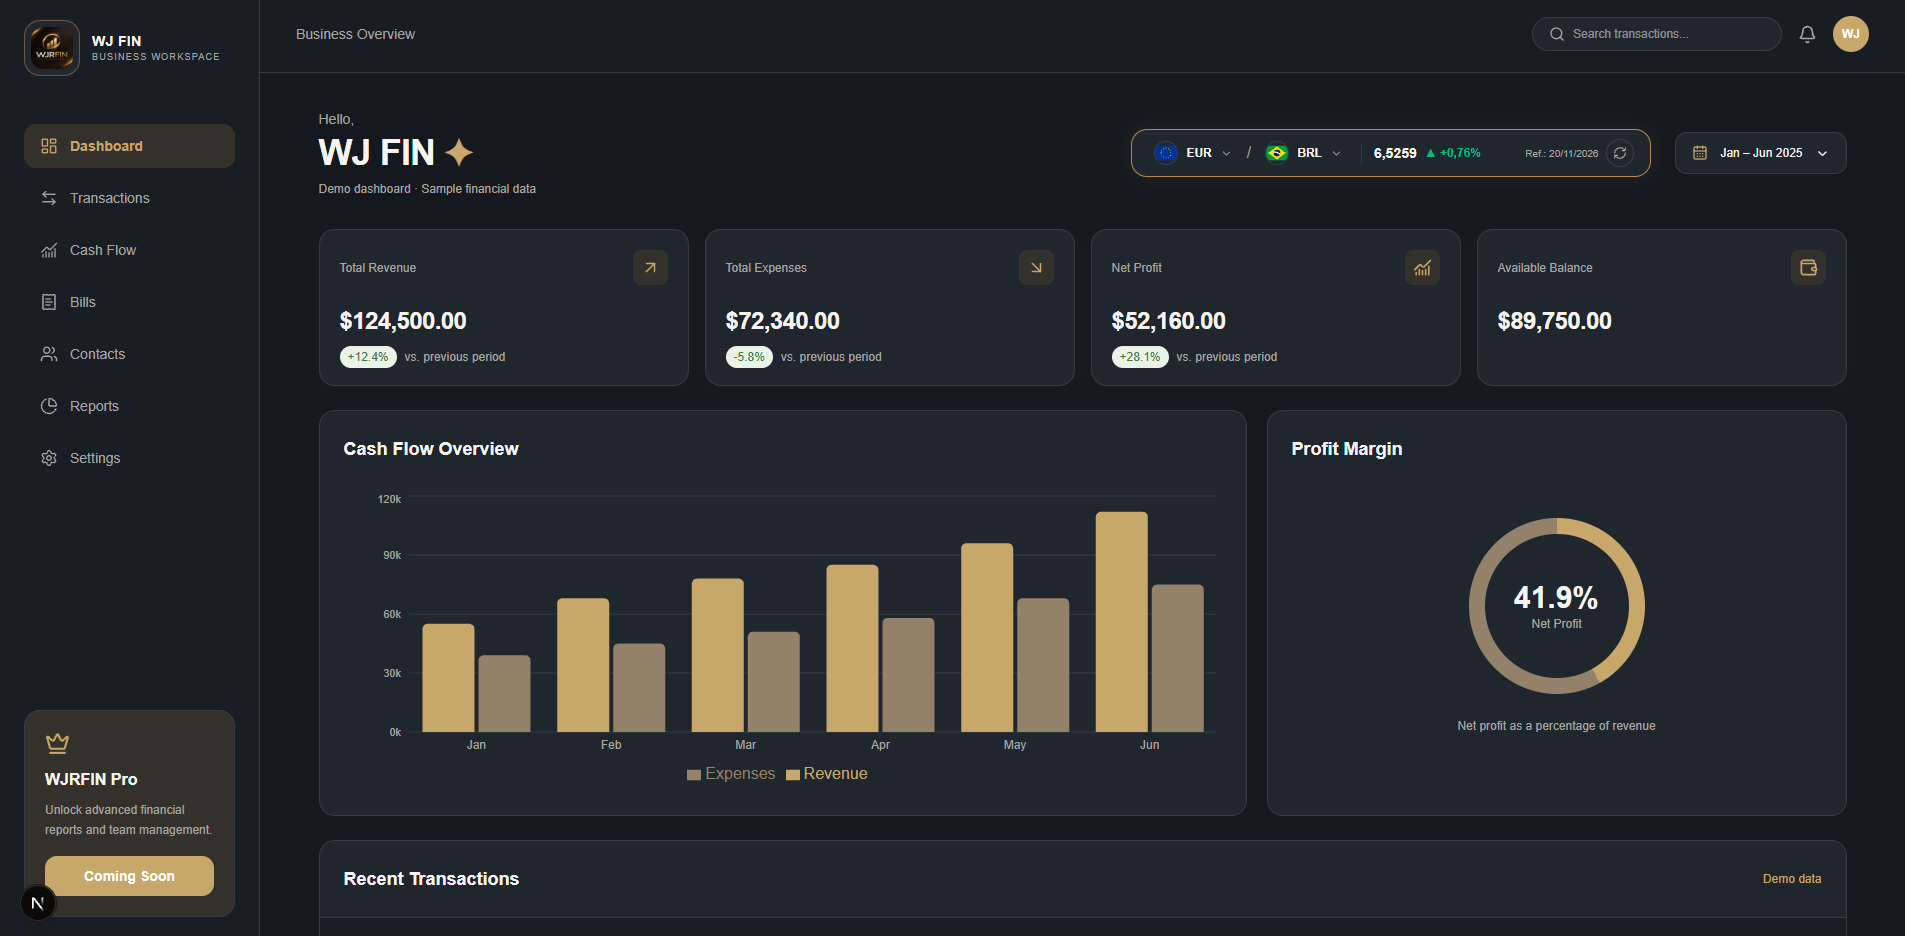 WJRFIN
WJ FIN
BUSINESS WORKSPACE
Dashboard
Transactions
Cash Flow
Bills
Contacts
Reports
Settings
WJRFIN Pro
Unlock advanced financial
reports and team management.
Coming Soon
N
Business Overview
Search transactions...
WJ
Hello,
WJ FIN
Demo dashboard · Sample financial data
EUR / BRL 6,5259 ▲ +0,76% Ref.: 20/11/2026
Jan – Jun 2025
Total Revenue
$124,500.00
+12.4% vs. previous period
Total Expenses
$72,340.00
-5.8% vs. previous period
Net Profit
$52,160.00
+28.1% vs. previous period
Available Balance
$89,750.00
Cash Flow Overview
120k
90k
60k
30k
0k
Jan Feb Mar Apr May Jun
Expenses Revenue
Profit Margin
41.9%
Net Profit
Net profit as a percentage of revenue
Recent Transactions
Demo data